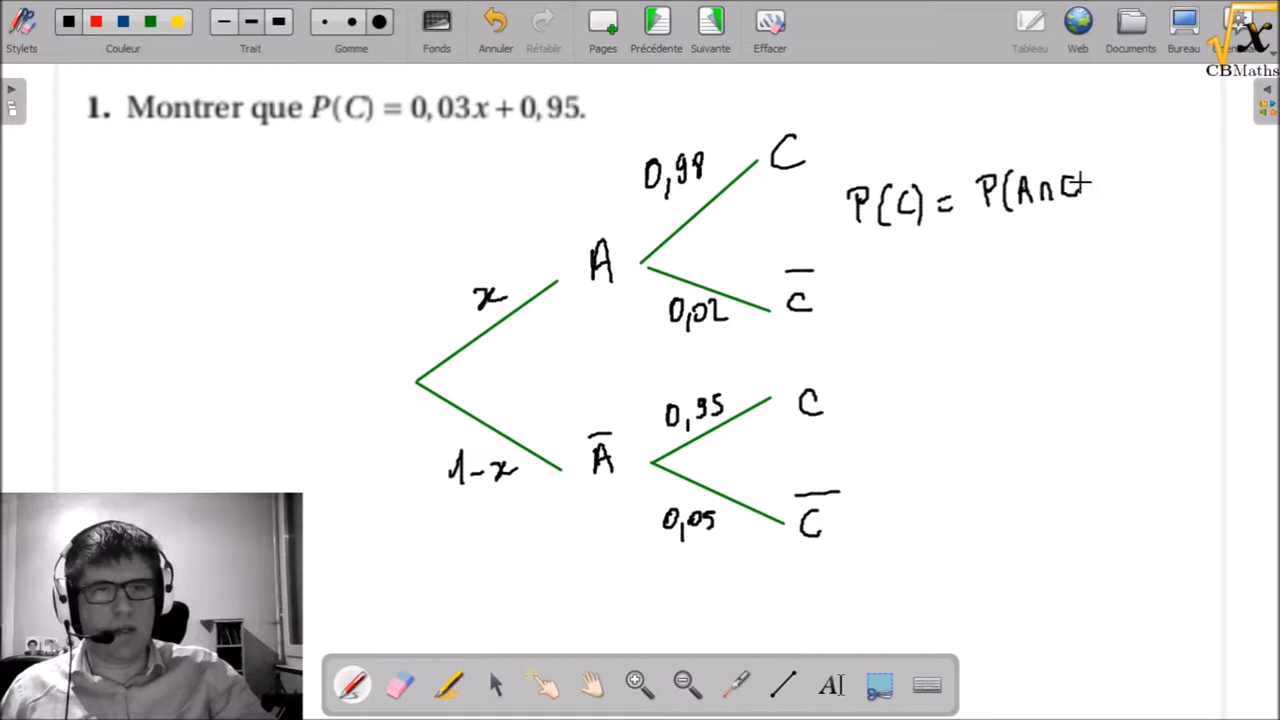 Stylets
Couleur
Trait
Gomme
Fonds
Annuler
Rétablir
Pages
Précédente
Suivante
Effacer
Tableau
Web
Documents
Bureau
√x
CBMaths
1. Montrer que P(C) = 0,03x + 0,95.
0,98
C
P(C) = P(A∩C
A
x
0,02
C̅
0,95
C
1-x
A̅
0,05
C̅
AI